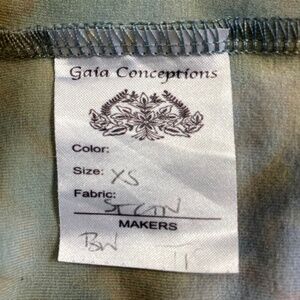 Gaia Conceptions
Color:
Size: XS
Fabric:
MAKERS
BW